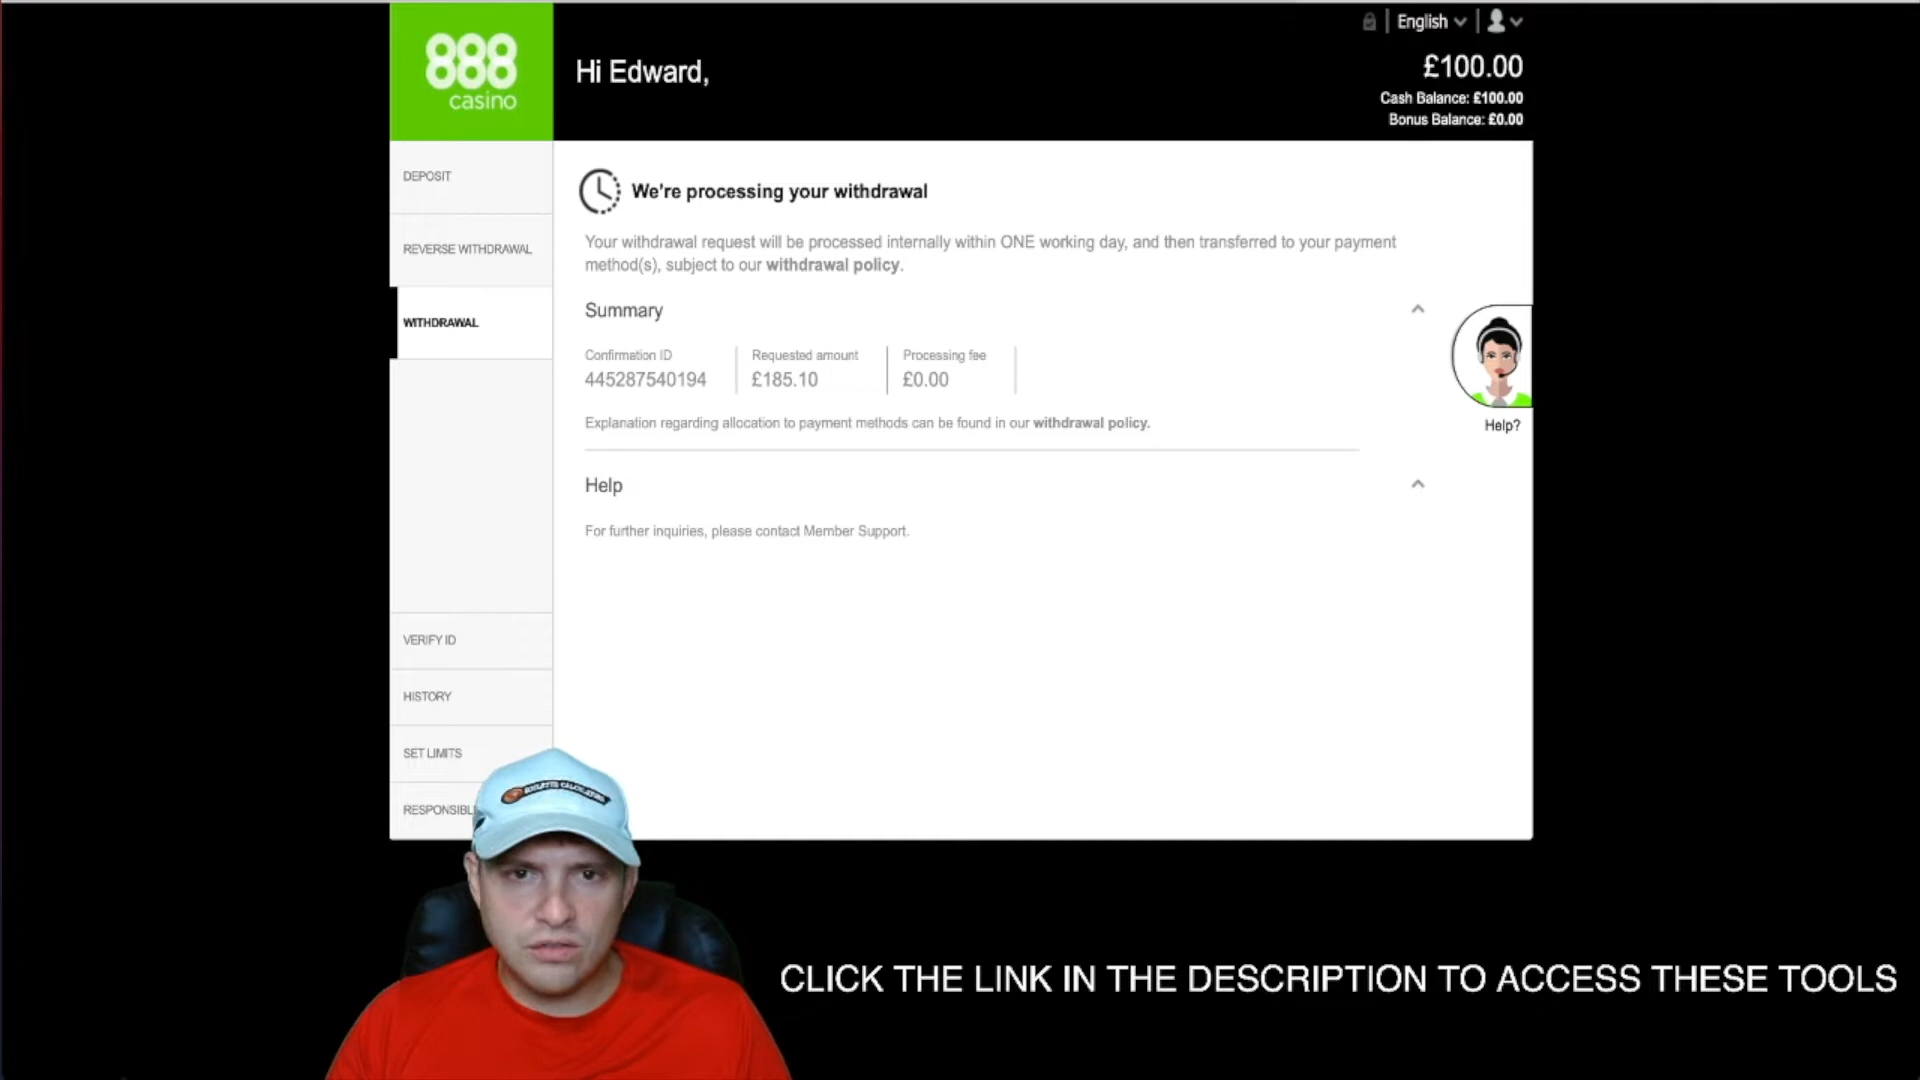 888
casino
Hi Edward,
English
£100.00
Cash Balance: £100.00
Bonus Balance: £0.00
DEPOSIT
REVERSE WITHDRAWAL
WITHDRAWAL
We're processing your withdrawal
Your withdrawal request will be processed internally within ONE working day, and then transferred to your payment
method(s), subject to our withdrawal policy.
Summary
Confirmation ID
445287540194
Requested amount
£185.10
Processing fee
£0.00
Explanation regarding allocation to payment methods can be found in our withdrawal policy.
Help?
Help
For further inquiries, please contact Member Support.
VERIFY ID
HISTORY
SET LIMITS
RESPONSIBL
ROULETTE CALCULATOR
CLICK THE LINK IN THE DESCRIPTION TO ACCESS THESE TOOLS